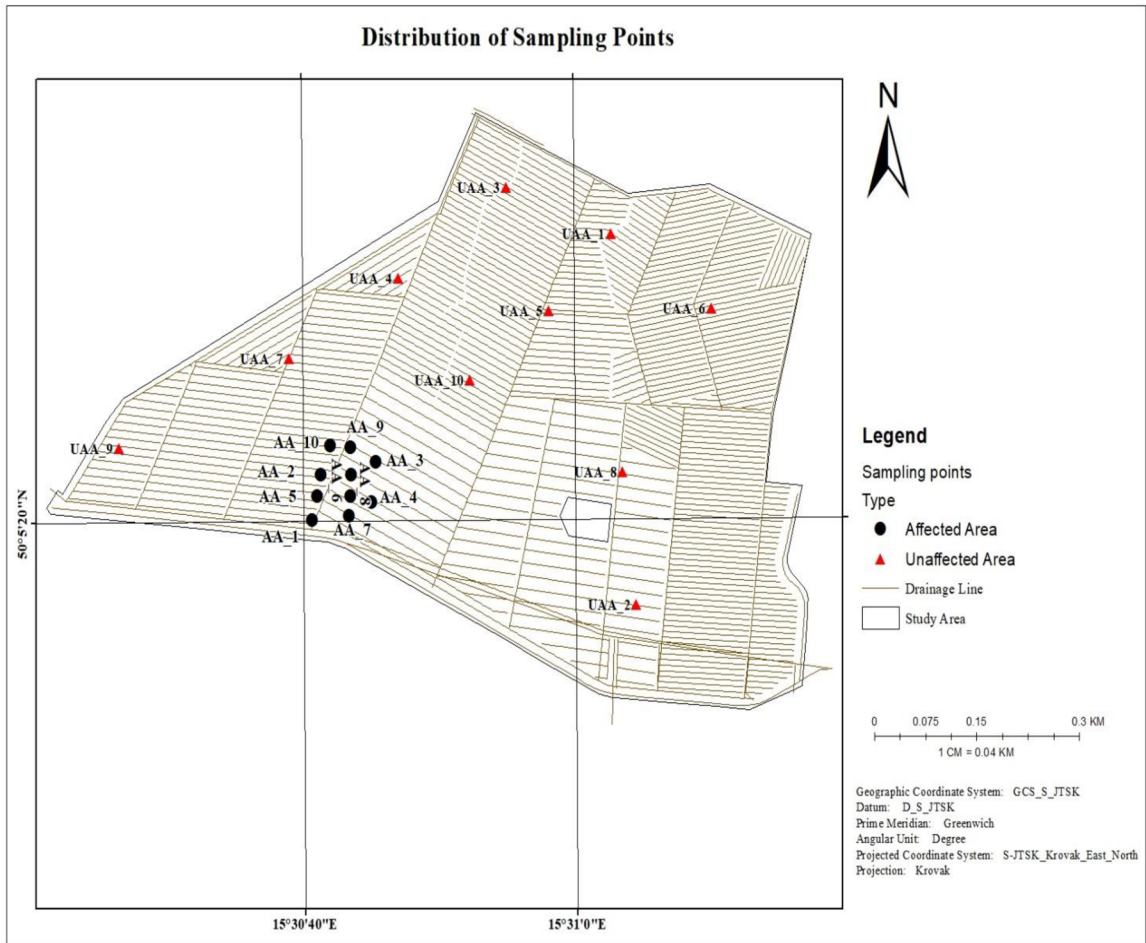 Distribution of Sampling Points
N
UAA_3
UAA_1
UAA_4
UAA_5
UAA_6
UAA_7
UAA_10
UAA_9
AA_9
AA_10
AA_3
AA_2
AA_6
AA_8
UAA_8
AA_5
AA_4
AA_1
AA_7
UAA_2
50°5'20"N
15°30'40"E
15°31'0"E
Legend
Sampling points
Type
Affected Area
Unaffected Area
Drainage Line
Study Area
0 0.075 0.15 0.3 KM
1 CM = 0.04 KM
Geographic Coordinate System: GCS_S_JTSK
Datum: D_S_JTSK
Prime Meridian: Greenwich
Angular Unit: Degree
Projected Coordinate System: S-JTSK_Krovak_East_North
Projection: Krovak